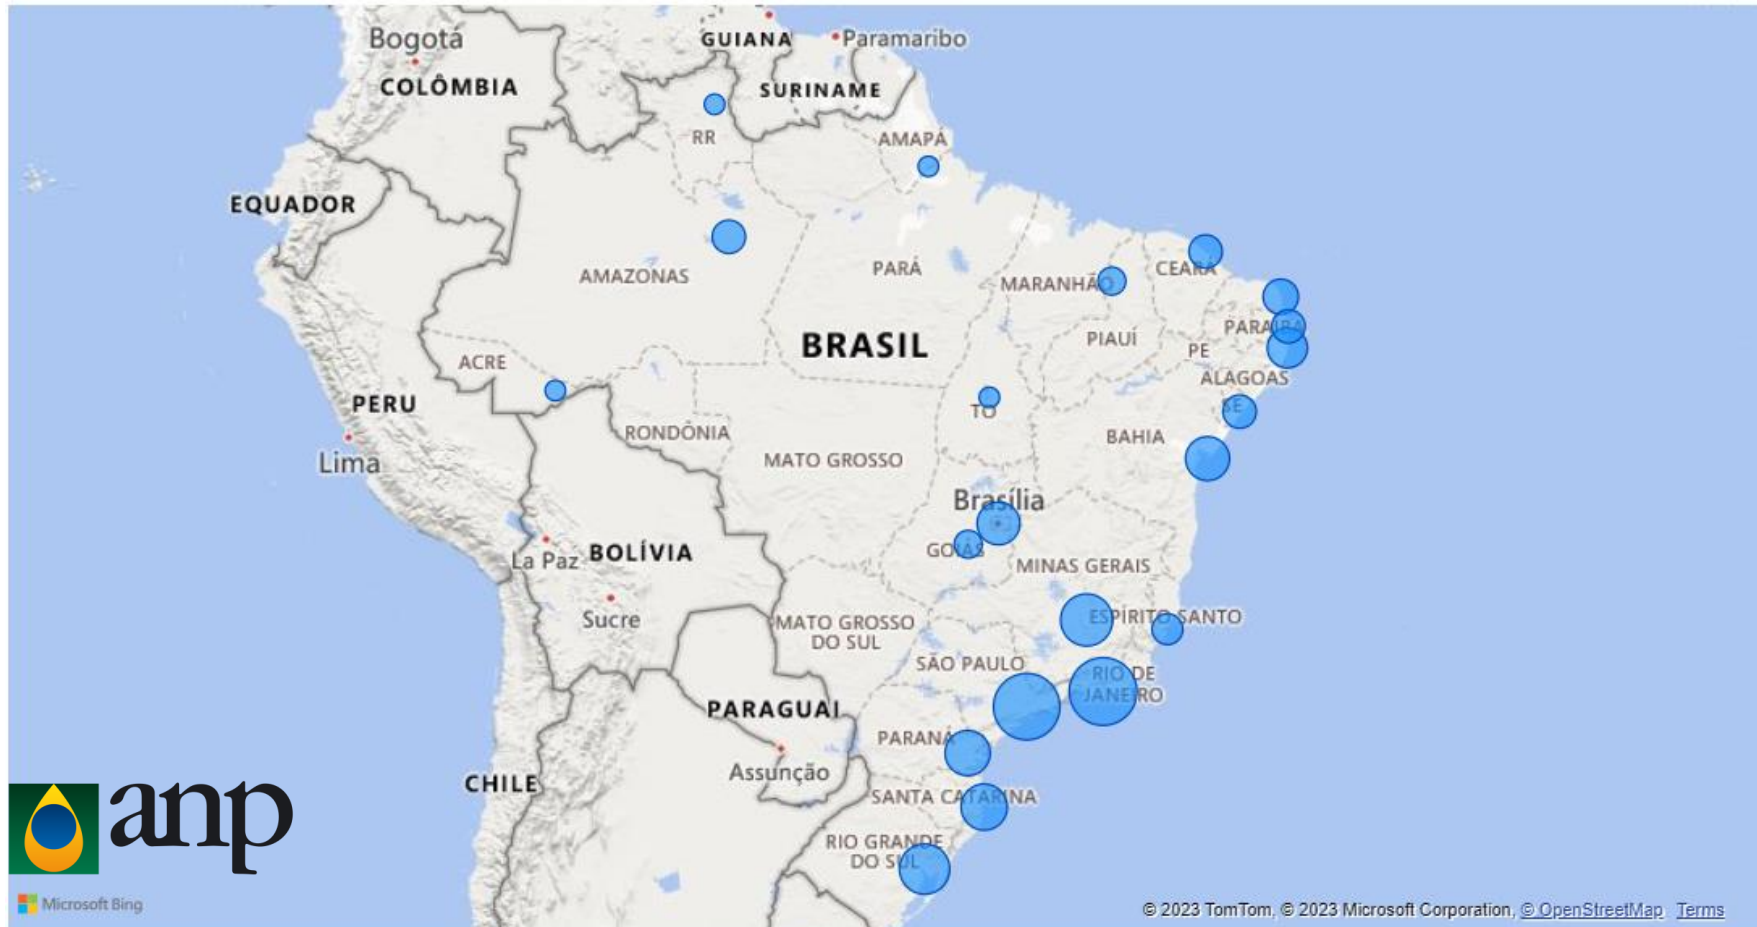 Bogotá
GUIANA
Paramaribo
COLÔMBIA
SURINAME
RR
AMAPÁ
EQUADOR
AMAZONAS
PARÁ
MARANHÃO
CEARÁ
BRASIL
PARAÍBA
PIAUÍ
PE
ACRE
ALAGOAS
PERU
TO
SE
RONDÔNIA
BAHIA
Lima
MATO GROSSO
Brasília
La Paz
BOLÍVIA
GOIÁS
MINAS GERAIS
Sucre
MATO GROSSO
DO SUL
ESPÍRITO SANTO
SÃO PAULO
RIO DE
JANEIRO
PARAGUAI
PARANÁ
Assunção
CHILE
SANTA CATARINA
anp
RIO GRANDE
DO SUL
Microsoft Bing
© 2023 TomTom, © 2023 Microsoft Corporation, © OpenStreetMap Terms